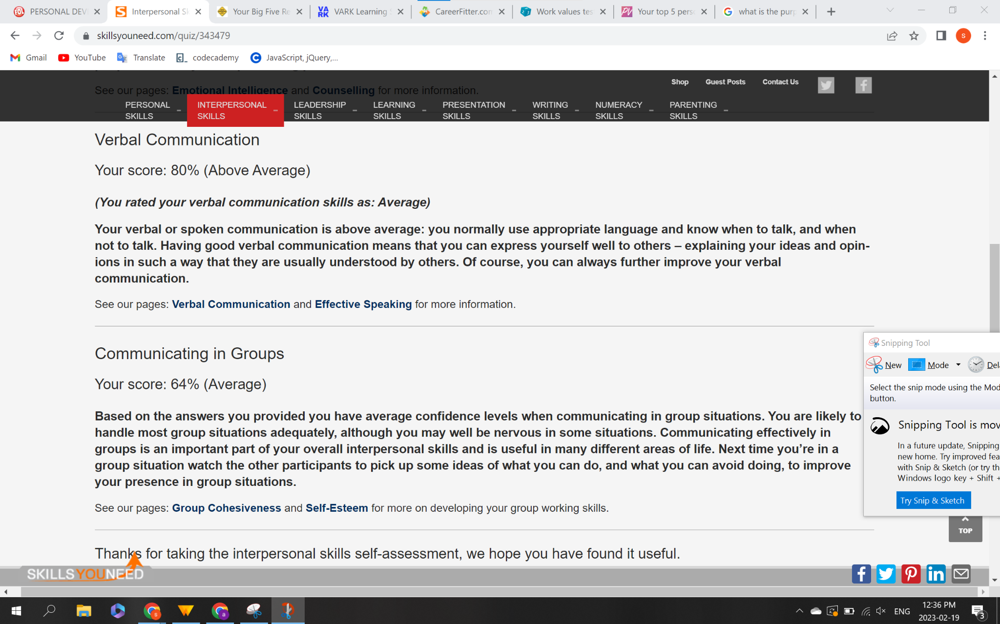 PERSONAL DEV
Interpersonal Sk
Your Big Five Re
VARK Learning S
CareerFitter.com
Work values tes
Your top 5 pers
what is the purp
skillsyouneed.com/quiz/343479
S
Gmail
YouTube
Translate
codecademy
JavaScript, jQuery,...
See our pages: Emotional Intelligence and Counselling for more information.
Shop
Guest Posts
Contact Us
PERSONAL SKILLS
INTERPERSONAL SKILLS
LEADERSHIP SKILLS
LEARNING SKILLS
PRESENTATION SKILLS
WRITING SKILLS
NUMERACY SKILLS
PARENTING SKILLS
Verbal Communication
Your score: 80% (Above Average)
(You rated your verbal communication skills as: Average)
Your verbal or spoken communication is above average: you normally use appropriate language and know when to talk, and when
not to talk. Having good verbal communication means that you can express yourself well to others – explaining your ideas and opin-
ions in such a way that they are usually understood by others. Of course, you can always further improve your verbal
communication.
See our pages: Verbal Communication and Effective Speaking for more information.
Communicating in Groups
Your score: 64% (Average)
Based on the answers you provided you have average confidence levels when communicating in group situations. You are likely to
handle most group situations adequately, although you may well be nervous in some situations. Communicating effectively in
groups is an important part of your overall interpersonal skills and is useful in many different areas of life. Next time you’re in a
group situation watch the other participants to pick up some ideas of what you can do, and what you can avoid doing, to improve
your presence in group situations.
See our pages: Group Cohesiveness and Self-Esteem for more on developing your group working skills.
Thanks for taking the interpersonal skills self-assessment, we hope you have found it useful.
Snipping Tool
New
Mode
Del
Select the snip mode using the Mod
button.
Snipping Tool is mov
In a future update, Snipping
new home. Try improved fea
with Snip & Sketch (or try th
Windows logo key + Shift +
Try Snip & Sketch
TOP
SKILLSYOUNEED
ENG
12:36 PM
2023-02-19
3